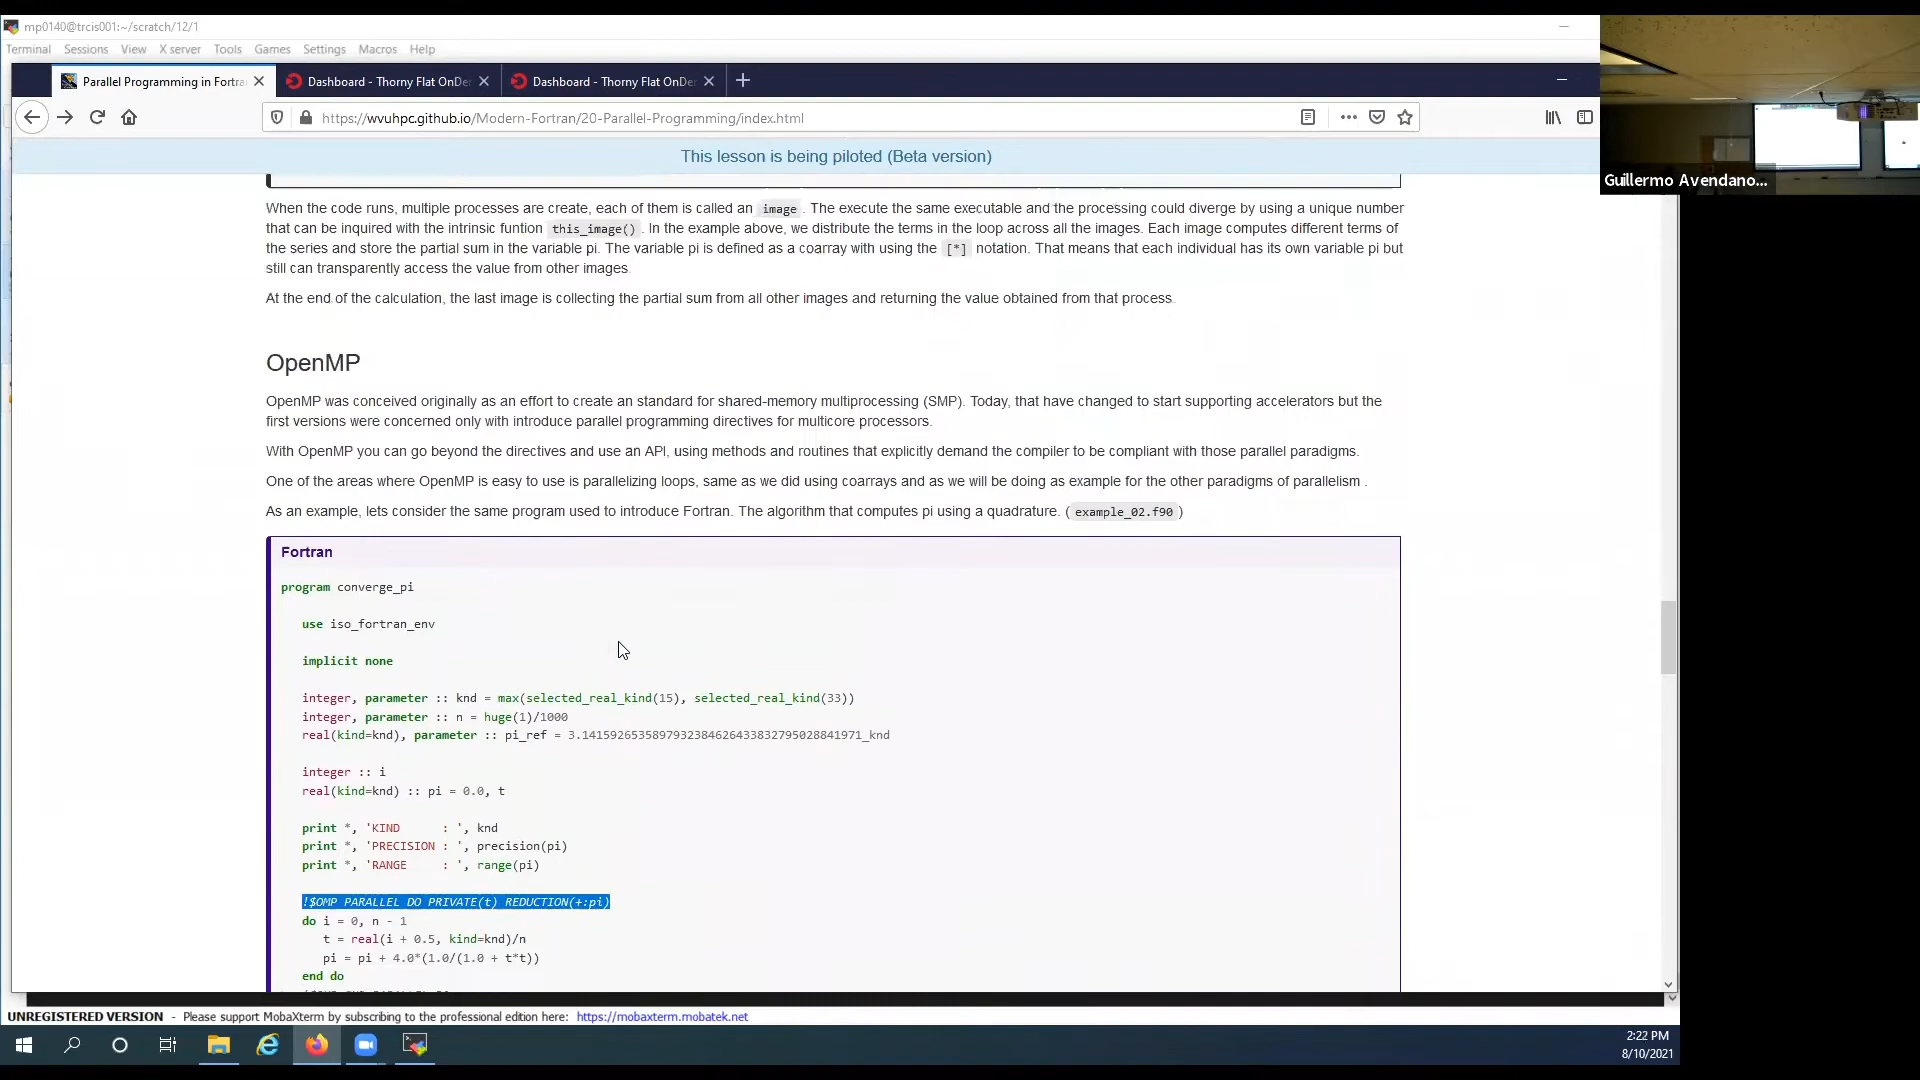 mp0140@trcis001:~/scratch/12/1
Terminal Sessions View X server Tools Games Settings Macros Help
Parallel Programming in Fortra
Dashboard - Thorny Flat OnDe
Dashboard - Thorny Flat OnDe
https://wvuhpc.github.io/Modern-Fortran/20-Parallel-Programming/index.html
Guillermo Avendano...
This lesson is being piloted (Beta version)
When the code runs, multiple processes are create, each of them is called an image . The execute the same executable and the processing could diverge by using a unique number
that can be inquired with the intrinsic funtion this_image() . In the example above, we distribute the terms in the loop across all the images. Each image computes different terms of
the series and store the partial sum in the variable pi. The variable pi is defined as a coarray with using the [*] notation. That means that each individual has its own variable pi but
still can transparently access the value from other images.
At the end of the calculation, the last image is collecting the partial sum from all other images and returning the value obtained from that process.
OpenMP
OpenMP was conceived originally as an effort to create an standard for shared-memory multiprocessing (SMP). Today, that have changed to start supporting accelerators but the
first versions were concerned only with introduce parallel programming directives for multicore processors.
With OpenMP you can go beyond the directives and use an API, using methods and routines that explicitly demand the compiler to be compliant with those parallel paradigms.
One of the areas where OpenMP is easy to use is parallelizing loops, same as we did using coarrays and as we will be doing as example for the other paradigms of parallelism .
As an example, lets consider the same program used to introduce Fortran. The algorithm that computes pi using a quadrature. ( example_02.f90 )
Fortran
program converge_pi
use iso_fortran_env
implicit none
integer, parameter :: knd = max(selected_real_kind(15), selected_real_kind(33))
integer, parameter :: n = huge(1)/1000
real(kind=knd), parameter :: pi_ref = 3.1415926535897932384626433832795028841971_knd
integer :: i
real(kind=knd) :: pi = 0.0, t
print *, 'KIND      : ', knd
print *, 'PRECISION : ', precision(pi)
print *, 'RANGE     : ', range(pi)
!$OMP PARALLEL DO PRIVATE(t) REDUCTION(+:pi)
do i = 0, n - 1
t = real(i + 0.5, kind=knd)/n
pi = pi + 4.0*(1.0/(1.0 + t*t))
end do
UNREGISTERED VERSION - Please support MobaXterm by subscribing to the professional edition here: https://mobaxterm.mobatek.net
2:22 PM
8/10/2021